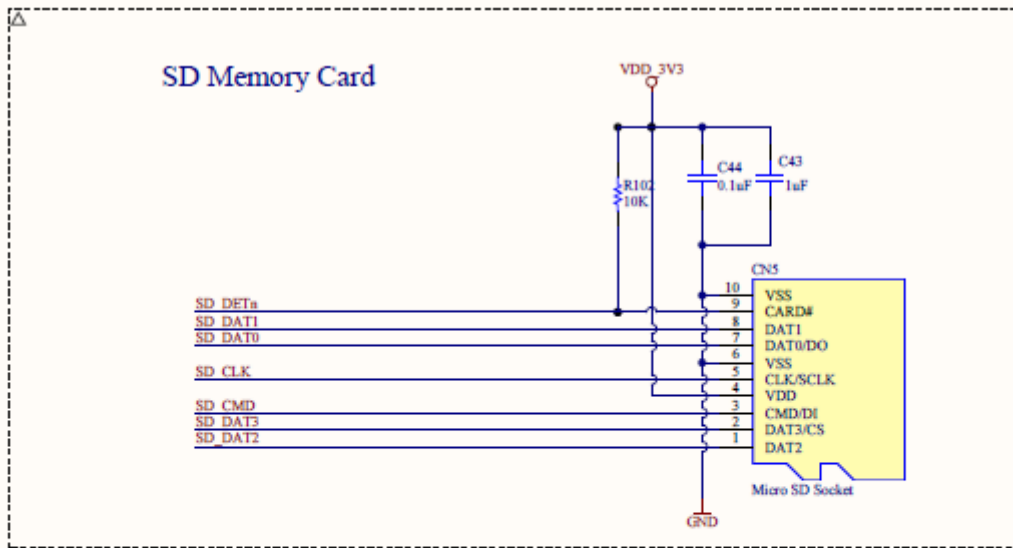 SD Memory Card
VDD_3V3
C44
0.1uF
C43
1uF
R102
10K
CN5
SD_DETn
SD_DAT1
SD_DAT0
SD_CLK
SD_CMD
SD_DAT3
SD_DAT2
10 VSS
9 CARD#
8 DAT1
7 DAT0/DO
6 VSS
5 CLK/SCLK
4 VDD
3 CMD/DI
2 DAT3/CS
1 DAT2
Micro SD Socket
GND